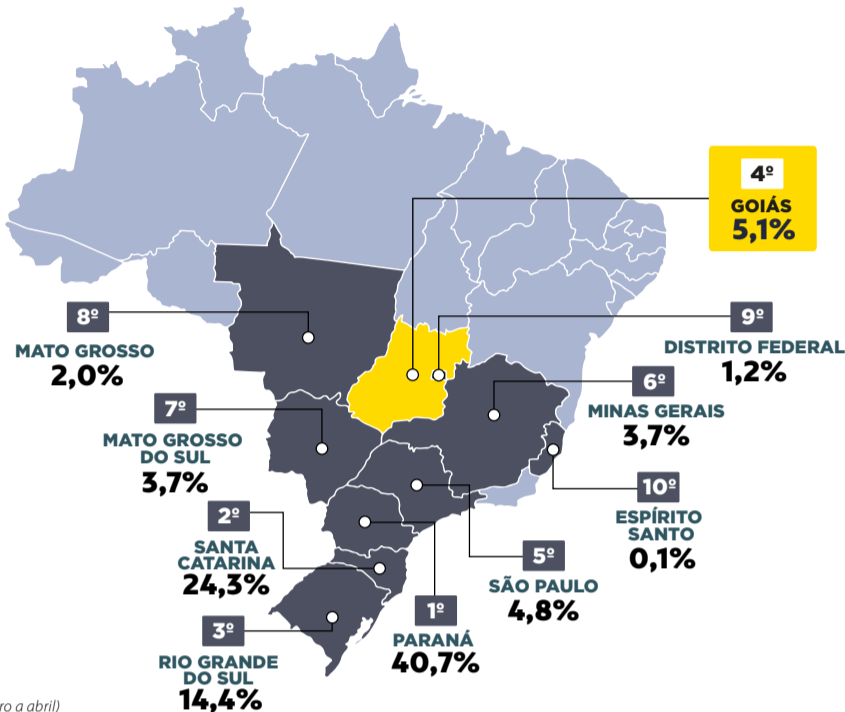 4º
GOIÁS
5,1%
8º
MATO GROSSO
2,0%
9º
DISTRITO FEDERAL
1,2%
6º
MINAS GERAIS
3,7%
7º
MATO GROSSO
DO SUL
3,7%
10º
ESPÍRITO
SANTO
0,1%
2º
SANTA
CATARINA
24,3%
5º
SÃO PAULO
4,8%
1º
PARANÁ
40,7%
3º
RIO GRANDE
DO SUL
14,4%
ro a abril)